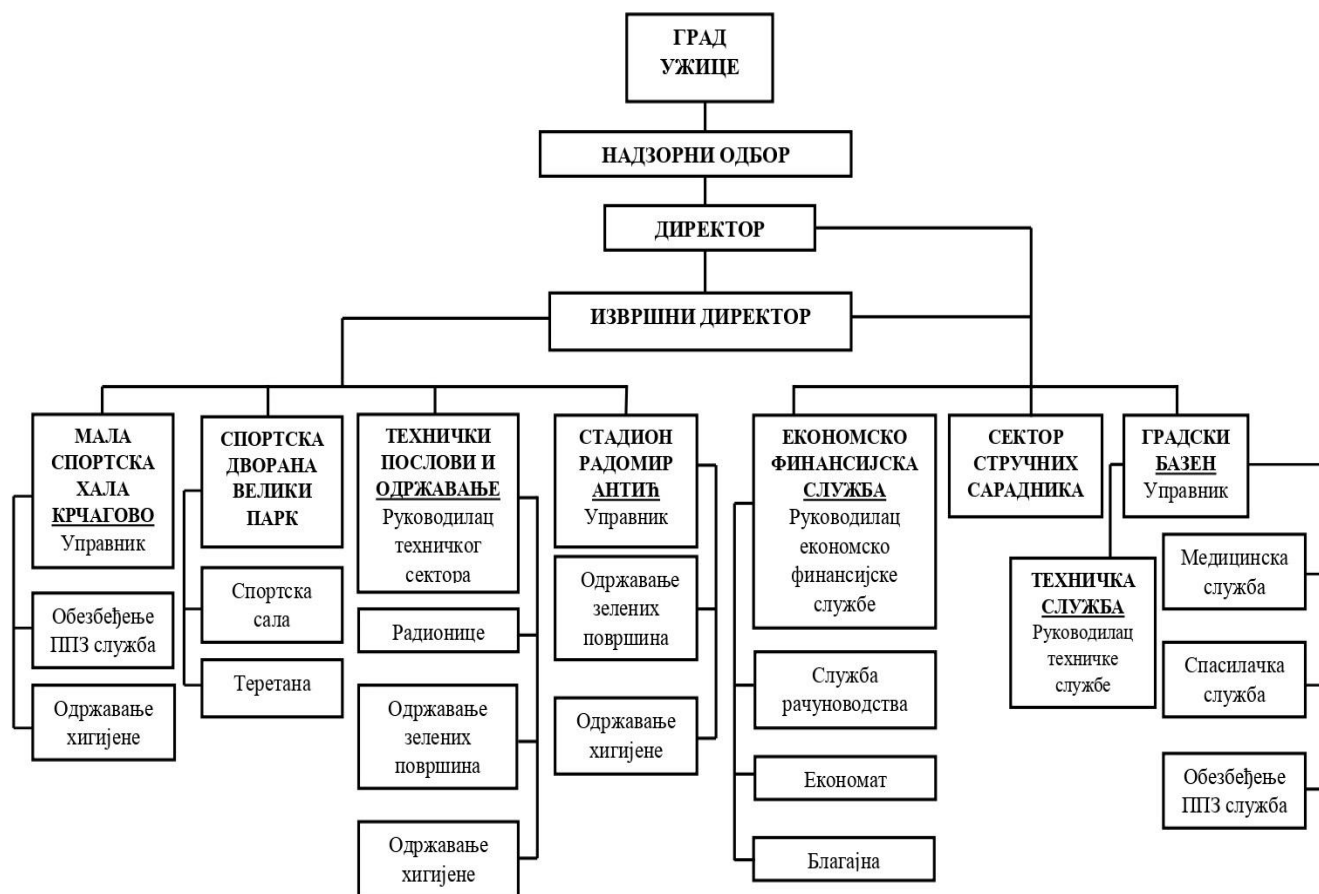 ГРАД
УЖИЦЕ
НАДЗОРНИ ОДБОР
ДИРЕКТОР
ИЗВРШНИ ДИРЕКТОР
МАЛА
СПОРТСКА
ХАЛА
КРЧАГОВО
Управник
Обезбеђење
ППЗ служба
Одржавање
хигијене
СПОРТСКА
ДВОРАНА
ВЕЛИКИ
ПАРК
Спортска
сала
Теретана
ТЕХНИЧКИ
ПОСЛОВИ И
ОДРЖАВАЊЕ
Руководилац
техничког
сектора
Радионице
Одржавање
зелених
површина
Одржавање
хигијене
СТАДИОН
РАДОМИР
АНТИЋ
Управник
Одржавање
зелених
површина
Одржавање
хигијене
ЕКОНОМСКО
ФИНАНСИЈСКА
СЛУЖБА
Руководилац
економско
финансијске
службе
Служба
рачуноводства
Економат
Благајна
СЕКТОР
СТРУЧНИХ
САРАДНИКА
ГРАДСКИ
БАЗЕН
Управник
ТЕХНИЧКА
СЛУЖБА
Руководилац
техничке
службе
Медицинска
служба
Спасилачка
служба
Обезбеђење
ППЗ служба